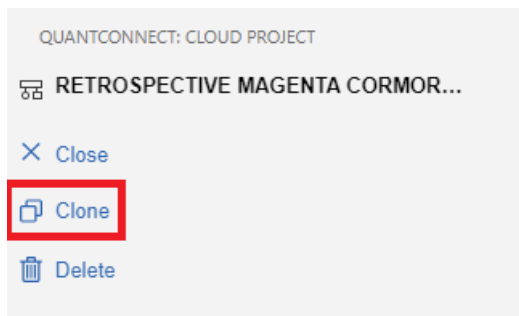 QUANTCONNECT: CLOUD PROJECT
RETROSPECTIVE MAGENTA CORMOR...
Close
Clone
Delete